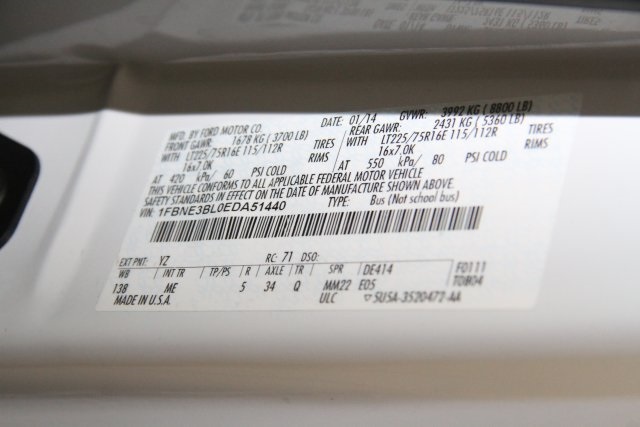 MFD. BY FORD MOTOR CO. DATE: 01/14 GVWR: 3992 KG ( 8800 LB)
FRONT GAWR: 1678 KG ( 3700 LB) REAR GAWR: 2431 KG ( 5360 LB)
WITH LT225/75R16E 115/112R TIRES WITH LT225/75R16E 115/112R TIRES
16x7.0K RIMS 16x7.0K RIMS
AT 420 kPa/ 60 PSI COLD AT 550 kPa/ 80 PSI COLD
THIS VEHICLE CONFORMS TO ALL APPLICABLE FEDERAL MOTOR VEHICLE
SAFETY STANDARDS IN EFFECT ON THE DATE OF MANUFACTURE SHOWN ABOVE.
VIN: 1FBNE3BL0EDA51440 TYPE: Bus (Not school bus)
EXT PNT: YZ RC: 71 DSO:
WB INT TR TP/PS R AXLE TR SPR DE414 F0111
138 ME 5 34 Q MM22 E05 T0804
MADE IN U.S.A. ULC 5U5A-3520472-AA